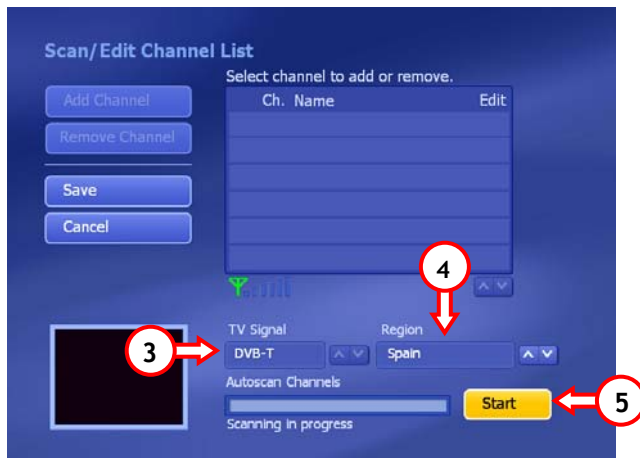 Scan/Edit Channel List
Select channel to add or remove.
Add Channel
Ch. Name Edit
Remove Channel
Save
Cancel
4
TV Signal Region
3
DVB-T Spain
Autoscan Channels
Start
5
Scanning in progress